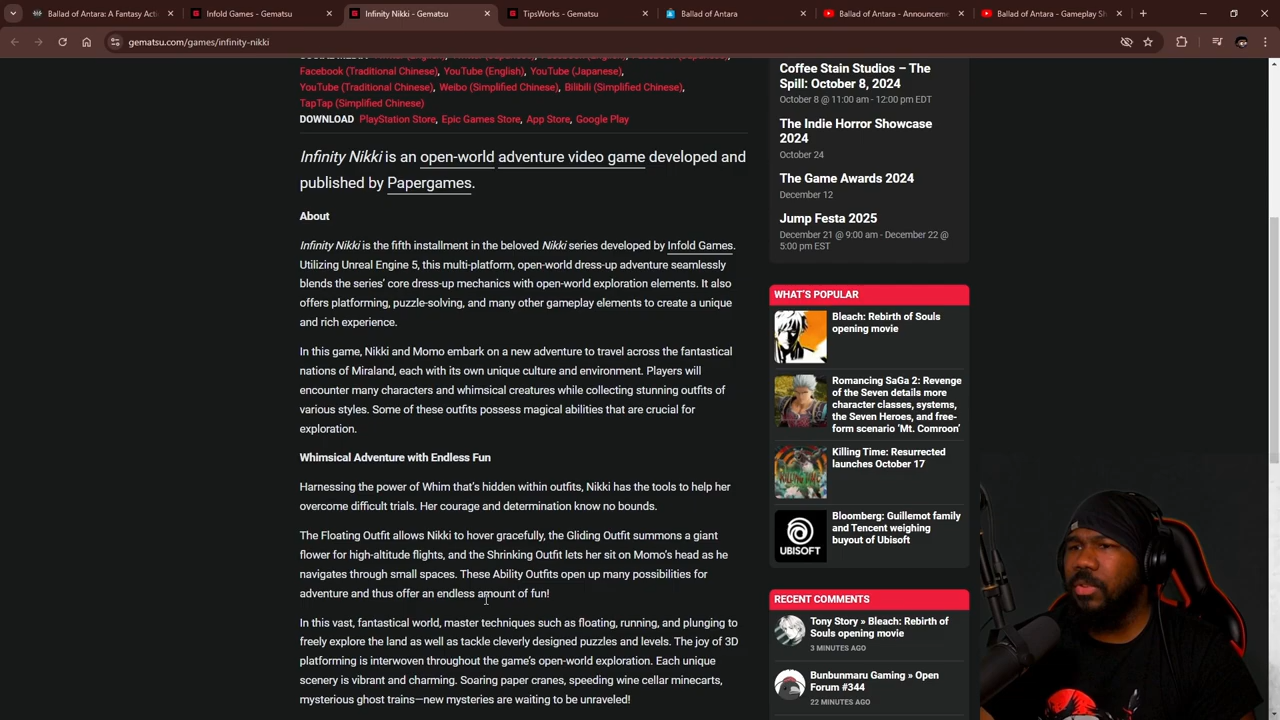 Ballad of Antara: A Fantasy Acti
Infold Games - Gematsu
Infinity Nikki - Gematsu
TipsWorks - Gematsu
Ballad of Antara
Ballad of Antara - Announcem
Ballad of Antara - Gameplay Sh
gematsu.com/games/infinity-nikki
Facebook (Traditional Chinese), YouTube (English), YouTube (Japanese),
YouTube (Traditional Chinese), Weibo (Simplified Chinese), Bilibili (Simplified Chinese),
TapTap (Simplified Chinese)
DOWNLOAD PlayStation Store, Epic Games Store, App Store, Google Play
Infinity Nikki is an open-world adventure video game developed and
published by Papergames.
About
Infinity Nikki is the fifth installment in the beloved Nikki series developed by Infold Games.
Utilizing Unreal Engine 5, this multi-platform, open-world dress-up adventure seamlessly
blends the series' core dress-up mechanics with open-world exploration elements. It also
offers platforming, puzzle-solving, and many other gameplay elements to create a unique
and rich experience.
In this game, Nikki and Momo embark on a new adventure to travel across the fantastical
nations of Miraland, each with its own unique culture and environment. Players will
encounter many characters and whimsical creatures while collecting stunning outfits of
various styles. Some of these outfits possess magical abilities that are crucial for
exploration.
Whimsical Adventure with Endless Fun
Harnessing the power of Whim that's hidden within outfits, Nikki has the tools to help her
overcome difficult trials. Her courage and determination know no bounds.
The Floating Outfit allows Nikki to hover gracefully, the Gliding Outfit summons a giant
flower for high-altitude flights, and the Shrinking Outfit lets her sit on Momo's head as he
navigates through small spaces. These Ability Outfits open up many possibilities for
adventure and thus offer an endless amount of fun!
In this vast, fantastical world, master techniques such as floating, running, and plunging to
freely explore the land as well as tackle cleverly designed puzzles and levels. The joy of 3D
platforming is interwoven throughout the game's open-world exploration. Each unique
scenery is vibrant and charming. Soaring paper cranes, speeding wine cellar minecarts,
mysterious ghost trains—new mysteries are waiting to be unraveled!
Coffee Stain Studios – The
Spill: October 8, 2024
October 8 @ 11:00 am - 12:00 pm EDT
The Indie Horror Showcase
2024
October 24
The Game Awards 2024
December 12
Jump Festa 2025
December 21 @ 9:00 am - December 22 @
5:00 pm EST
WHAT'S POPULAR
Bleach: Rebirth of Souls
opening movie
Romancing SaGa 2: Revenge
of the Seven details more
character classes, systems,
the Seven Heroes, and free-
form scenario 'Mt. Comroon'
Killing Time: Resurrected
launches October 17
UBISOFT
Bloomberg: Guillemot family
and Tencent weighing
buyout of Ubisoft
RECENT COMMENTS
Tony Story » Bleach: Rebirth of
Souls opening movie
3 MINUTES AGO
Bunbunmaru Gaming » Open
Forum #344
22 MINUTES AGO